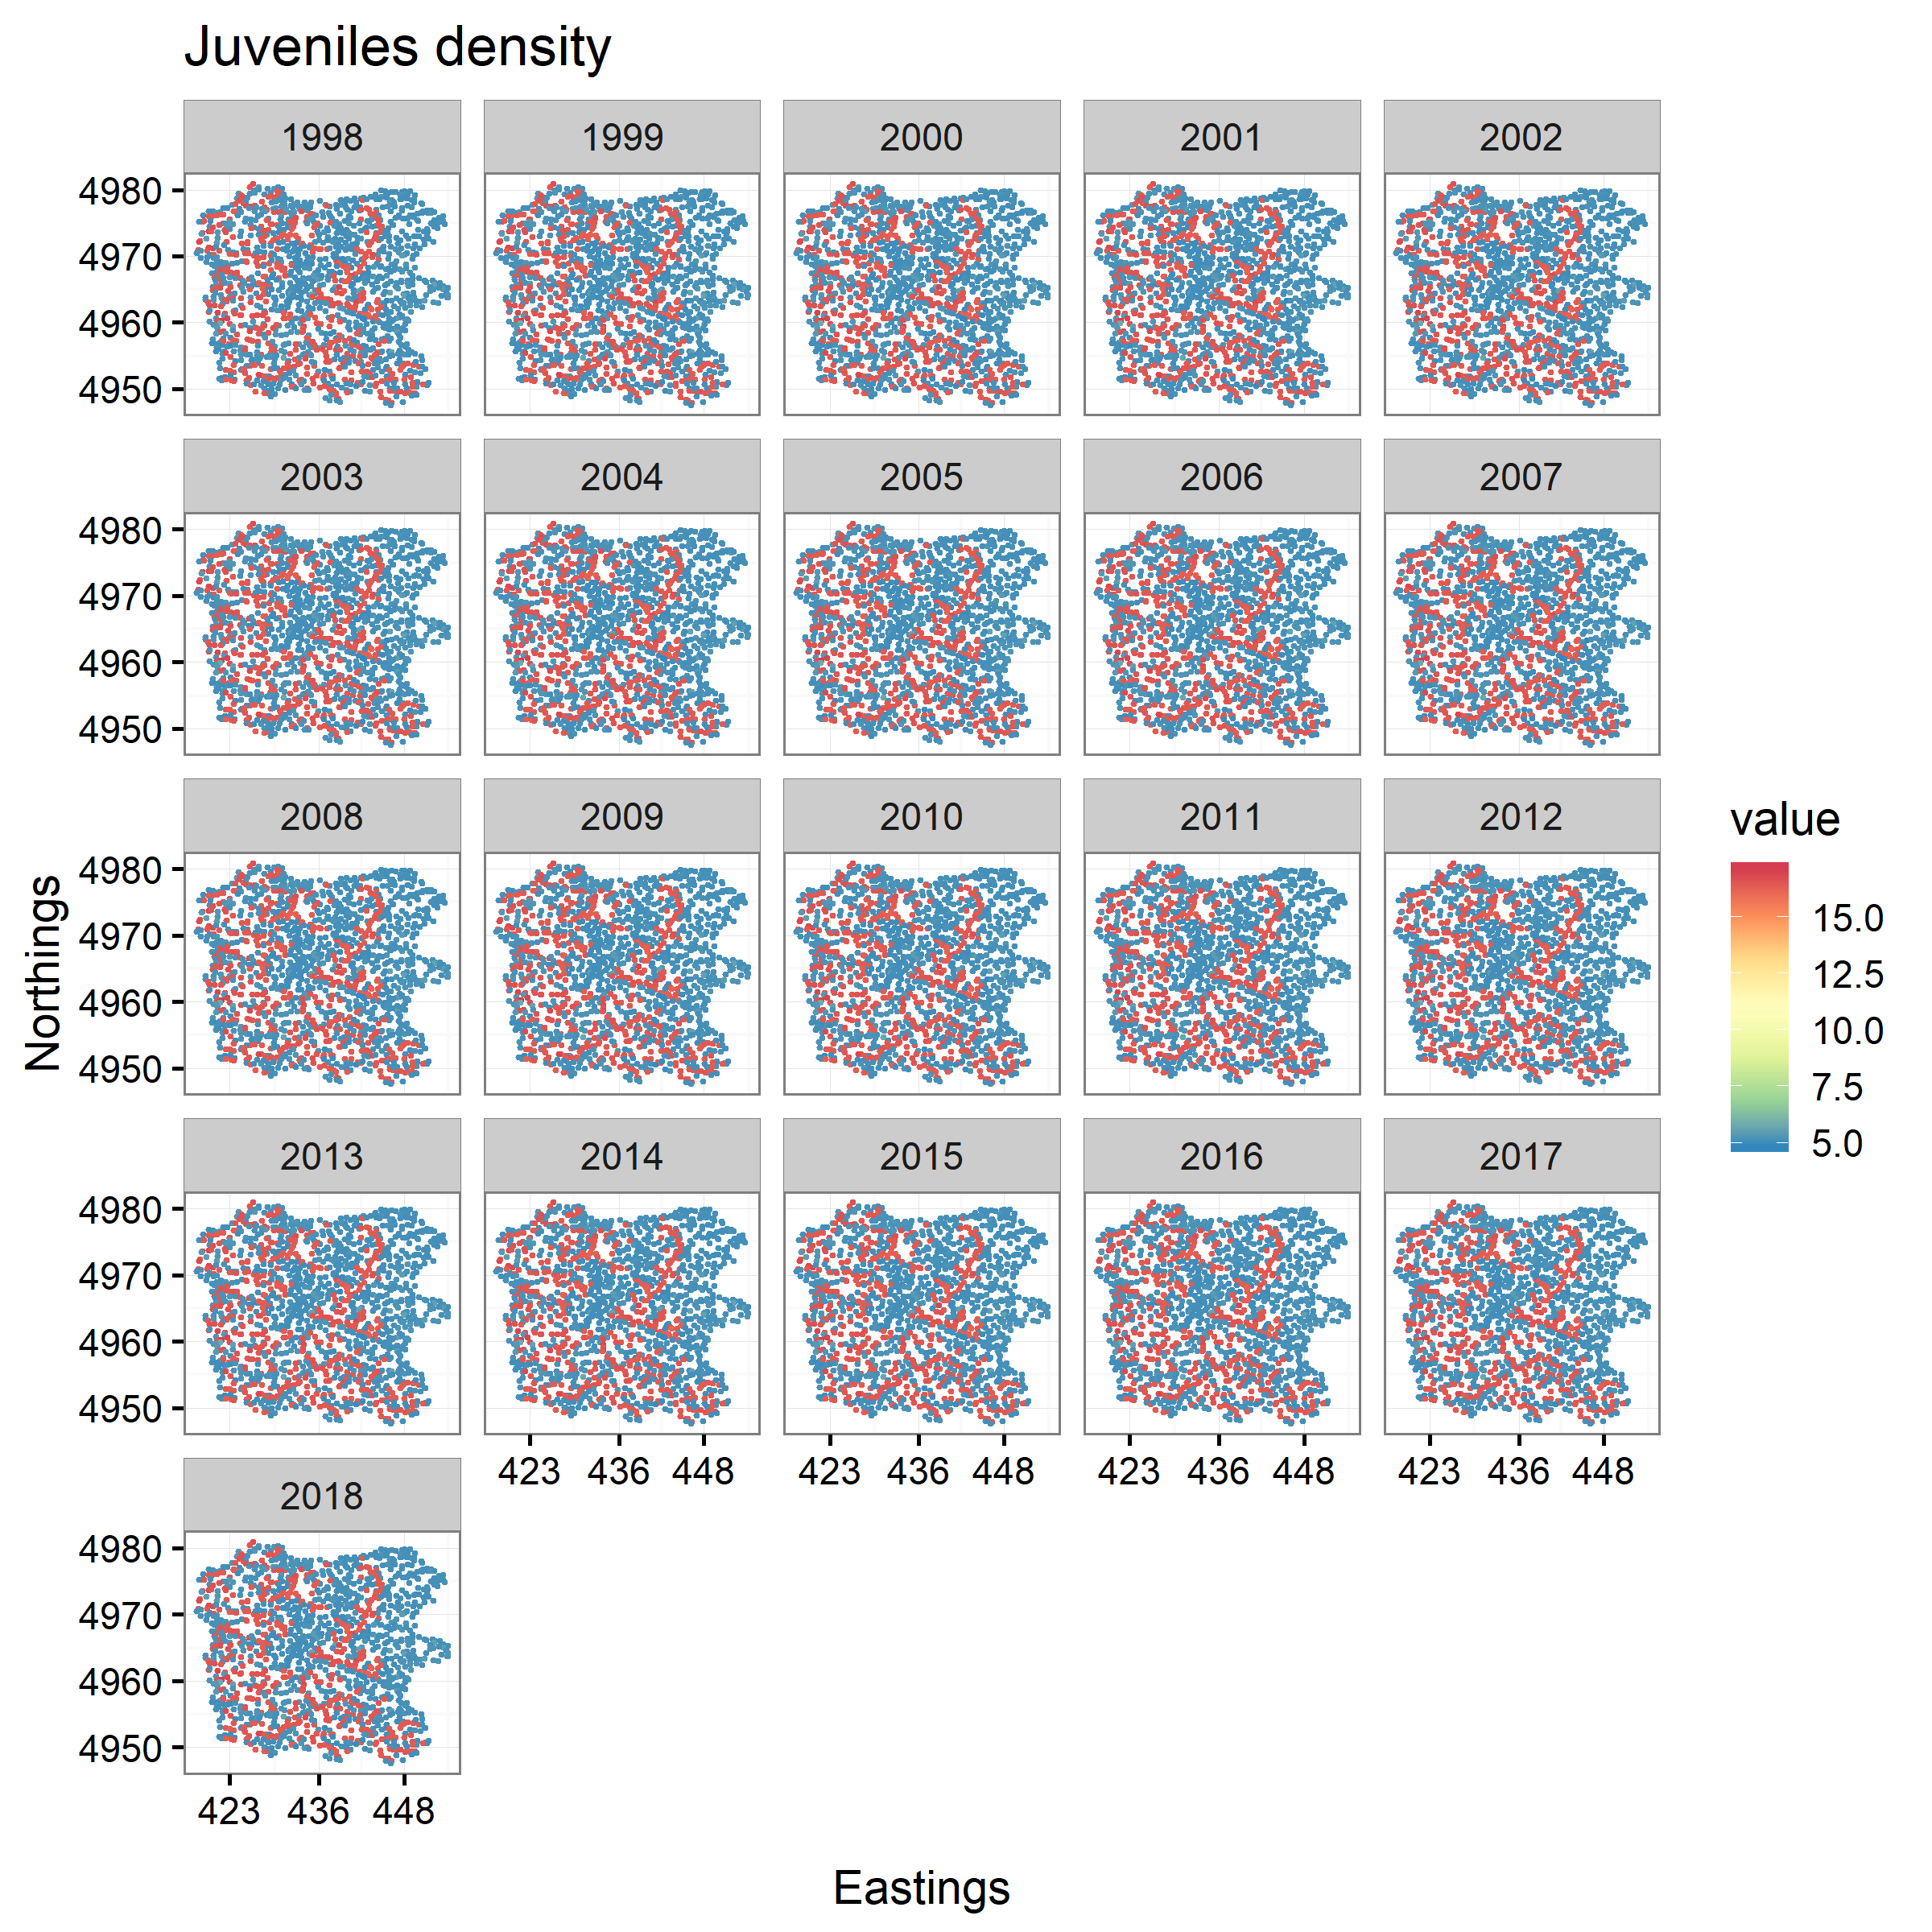 Juveniles density
1998 1999 2000 2001 2002
4980
4970
4960
4950
2003 2004 2005 2006 2007
4980
4970
4960
4950
2008 2009 2010 2011 2012
4980
4970
4960
4950
2013 2014 2015 2016 2017
4980
4970
4960
4950
423 436 448 423 436 448 423 436 448 423 436 448
2018
4980
4970
4960
4950
423 436 448
Northings
Eastings
value
15.0
12.5
10.0
7.5
5.0